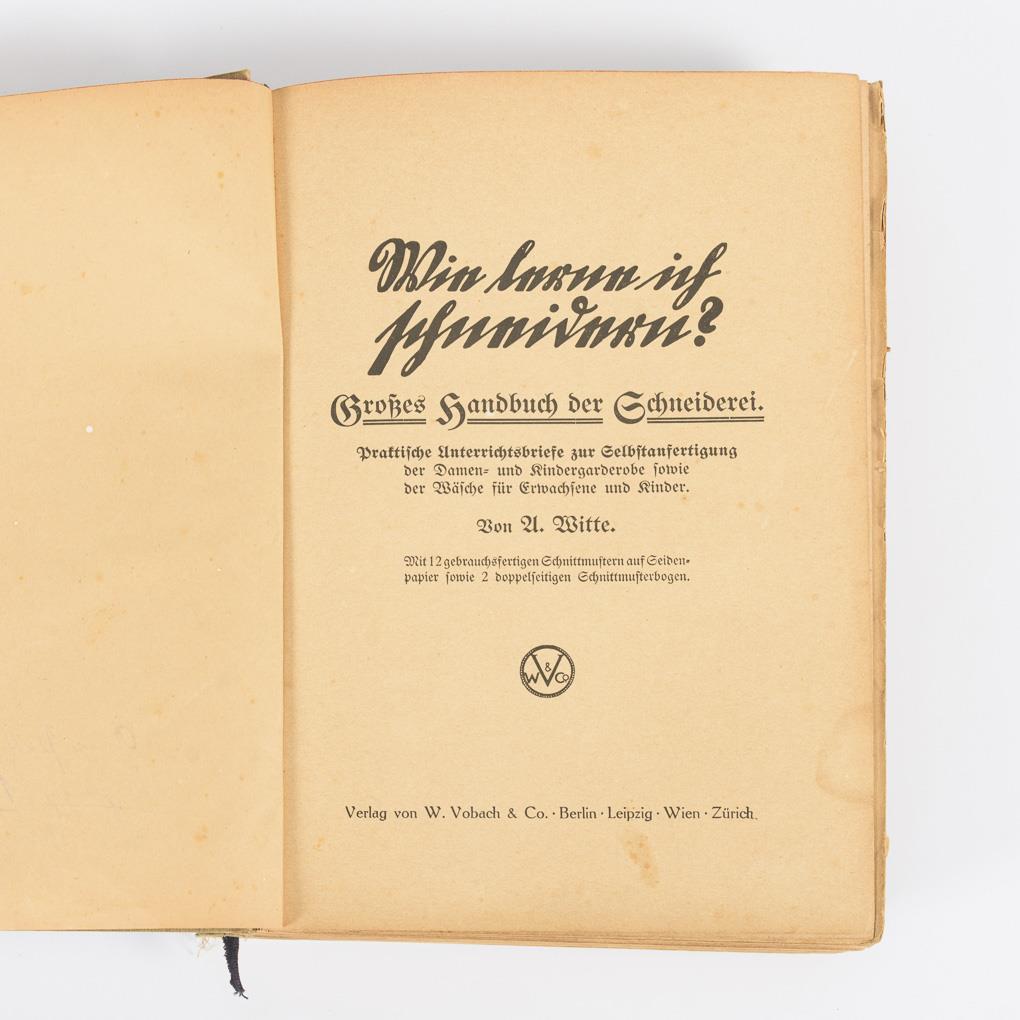 Wie lerne ich
schneidern?
Großes Handbuch der Schneiderei.
Praktische Unterrichtsbriefe zur Selbstanfertigung
der Damen- und Kindergarderobe sowie
der Wäsche für Erwachsene und Kinder.
Von A. Witte.
Mit 12 gebrauchsfertigen Schnittmustern auf Seiden-
papier sowie 2 doppelseitigen Schnittmusterbogen.
W V & Co
Verlag von W. Vobach & Co. · Berlin · Leipzig · Wien · Zürich.